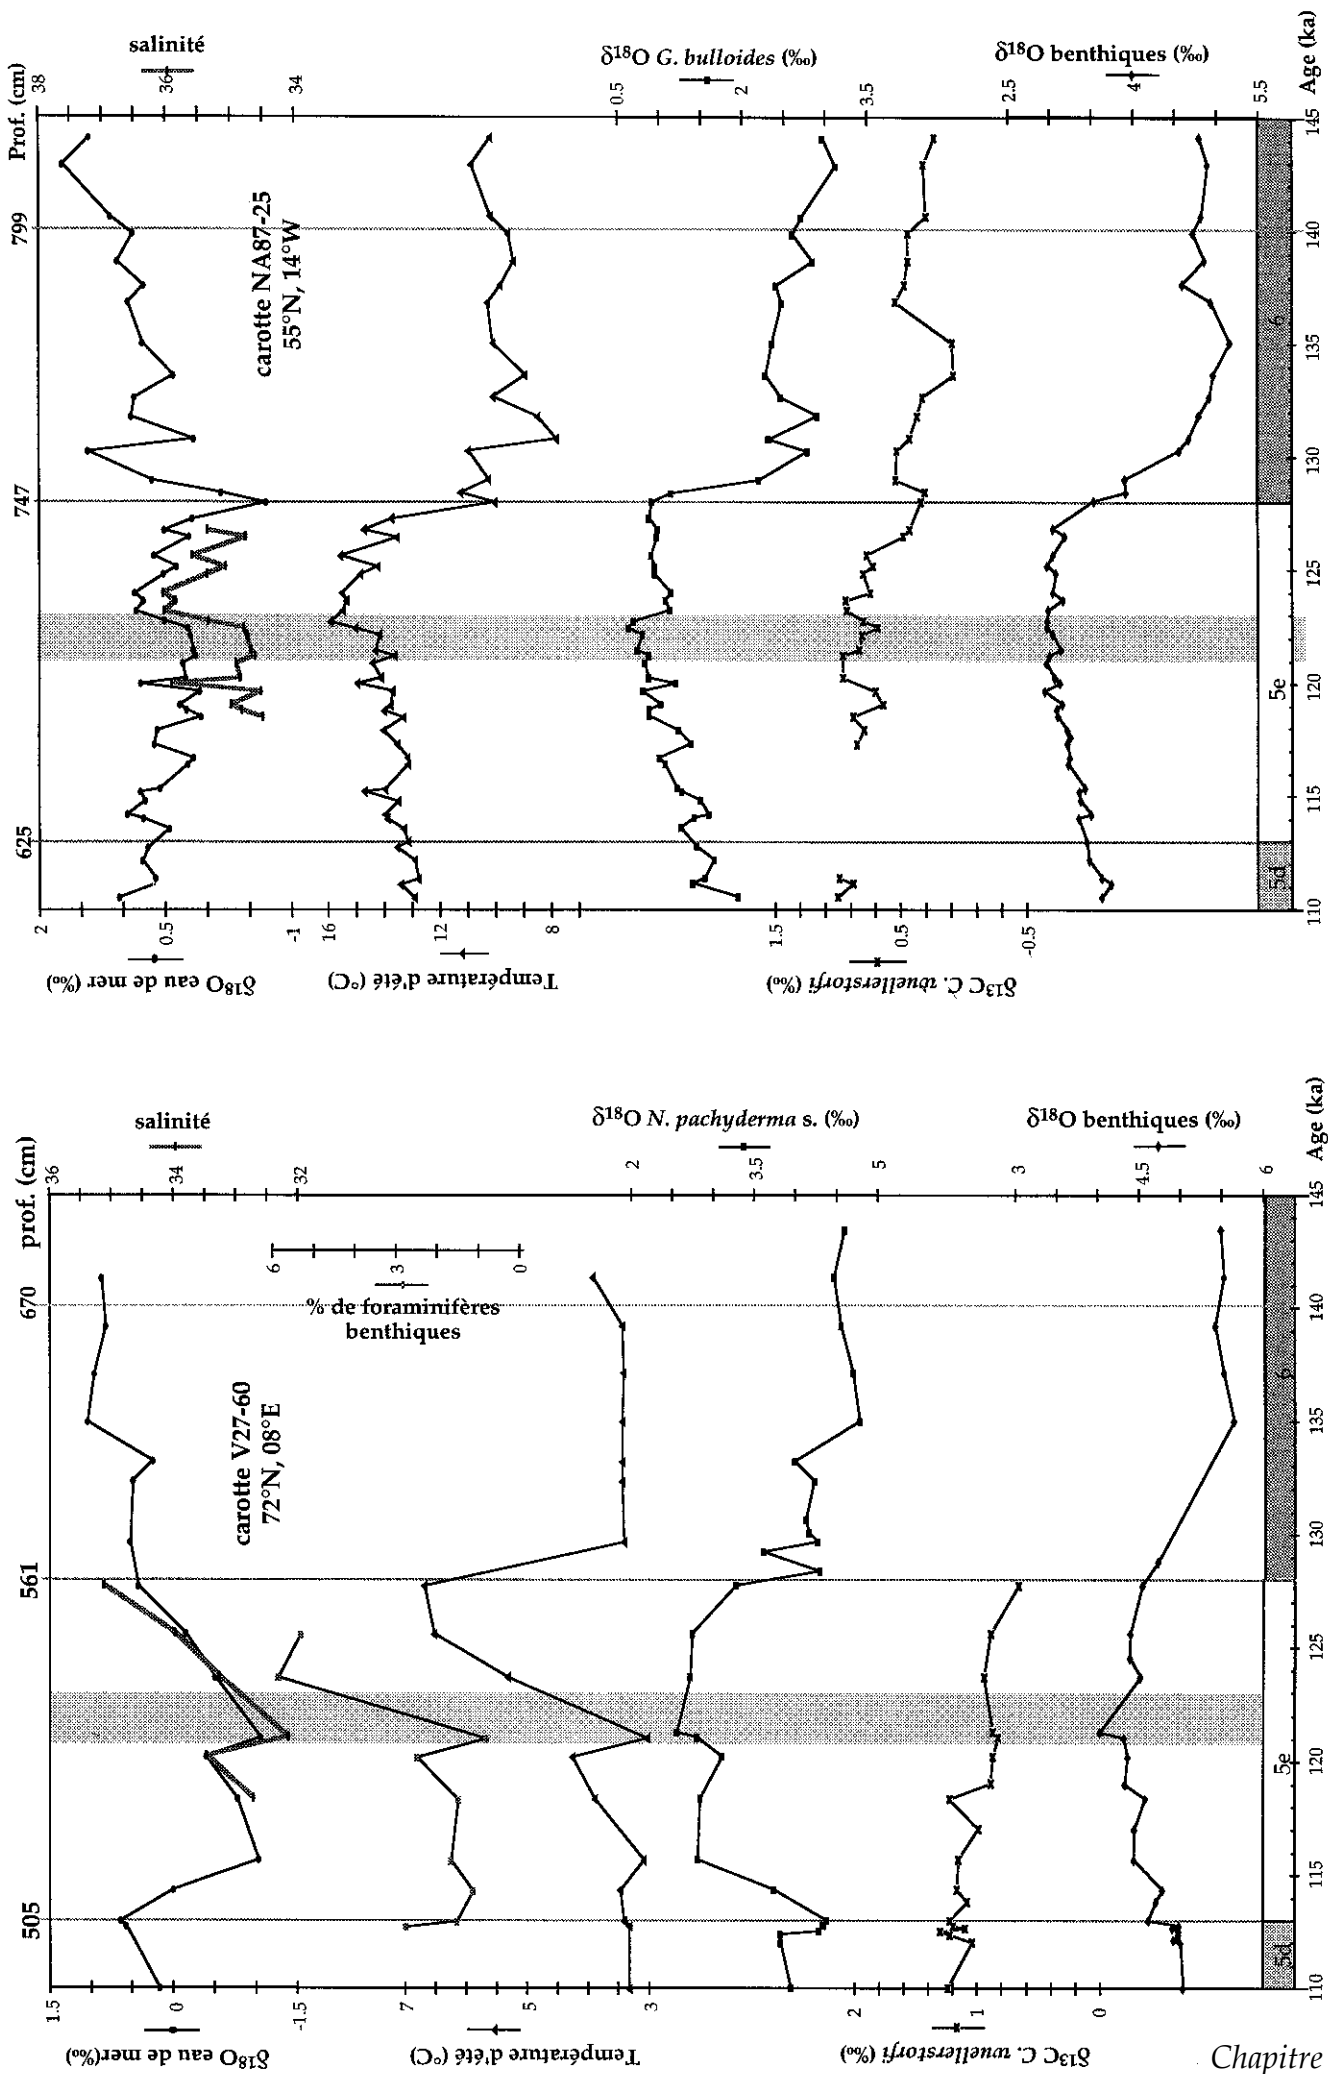 Prof. (cm)
625
747
799
2
0.5
-1
δ¹⁸O eau de mer (‰)
38
36
34
salinité
carotte NA87-25
55°N, 14°W
16
12
8
Température d'été (°C)
0.5
2
3.5
δ¹⁸O G. bulloides (‰)
1.5
0.5
-0.5
δ¹³C C. wuellerstorfi (‰)
2.5
4
5.5
δ¹⁸O benthiques (‰)
5d
5e
6
110
115
120
125
130
135
140
145
Age (ka)
prof. (cm)
505
561
670
1.5
0
-1.5
δ¹⁸O eau de mer(‰)
36
34
32
salinité
carotte V27-60
72°N, 08°E
6
3
0
% de foraminifères
benthiques
7
5
3
Température d'été (°C)
2
3.5
5
δ¹⁸O N. pachyderma s. (‰)
2
1
0
δ¹³C C. wuellerstorfi (‰)
3
4.5
6
δ¹⁸O benthiques (‰)
5d
5e
6
110
115
120
125
130
135
140
145
Age (ka)
Chapitre